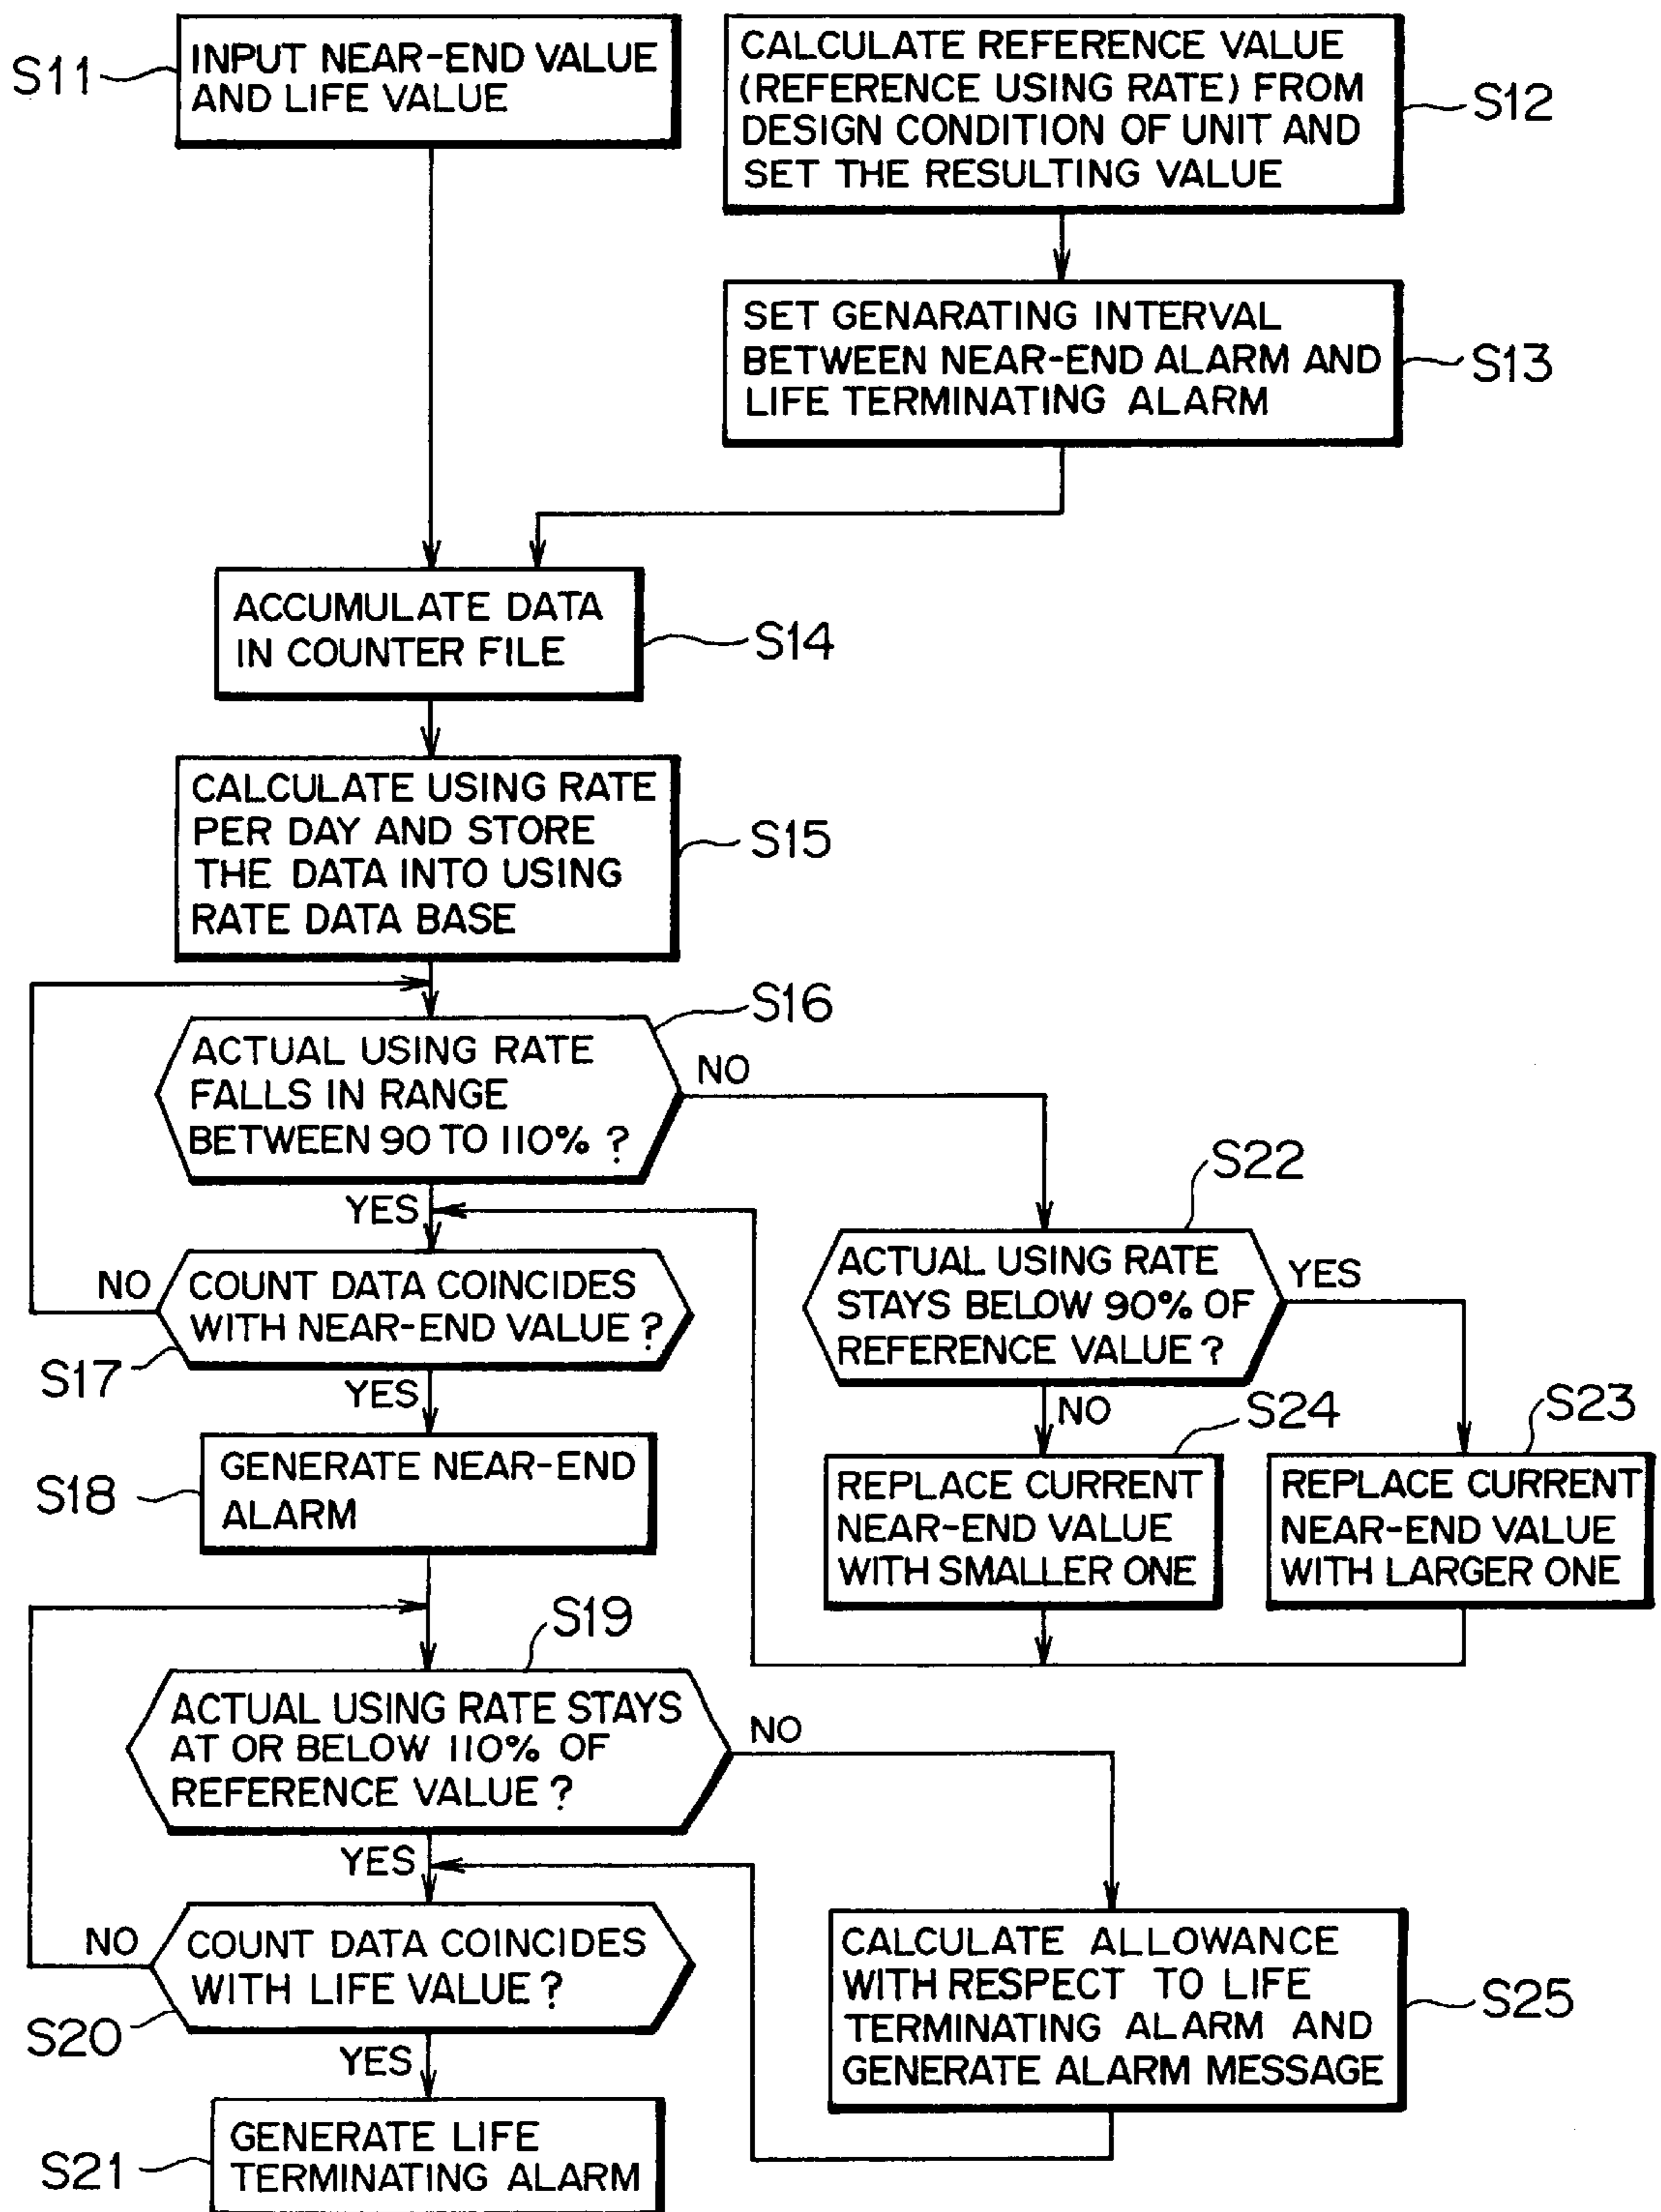 S11
INPUT NEAR-END VALUE
AND LIFE VALUE
CALCULATE REFERENCE VALUE
(REFERENCE USING RATE) FROM
DESIGN CONDITION OF UNIT AND
SET THE RESULTING VALUE
S12
SET GENARATING INTERVAL
BETWEEN NEAR-END ALARM AND
LIFE TERMINATING ALARM
S13
ACCUMULATE DATA
IN COUNTER FILE
S14
CALCULATE USING RATE
PER DAY AND STORE
THE DATA INTO USING
RATE DATA BASE
S15
S16
ACTUAL USING RATE
FALLS IN RANGE
BETWEEN 90 TO 110% ?
NO
YES
S22
ACTUAL USING RATE
STAYS BELOW 90% OF
REFERENCE VALUE ?
YES
NO
NO
COUNT DATA COINCIDES
WITH NEAR-END VALUE ?
S17
YES
S24
REPLACE CURRENT
NEAR-END VALUE
WITH SMALLER ONE
S23
REPLACE CURRENT
NEAR-END VALUE
WITH LARGER ONE
S18
GENERATE NEAR-END
ALARM
S19
ACTUAL USING RATE STAYS
AT OR BELOW 110% OF
REFERENCE VALUE ?
NO
YES
NO
COUNT DATA COINCIDES
WITH LIFE VALUE ?
S20
YES
CALCULATE ALLOWANCE
WITH RESPECT TO LIFE
TERMINATING ALARM AND
GENERATE ALARM MESSAGE
S25
S21
GENERATE LIFE
TERMINATING ALARM